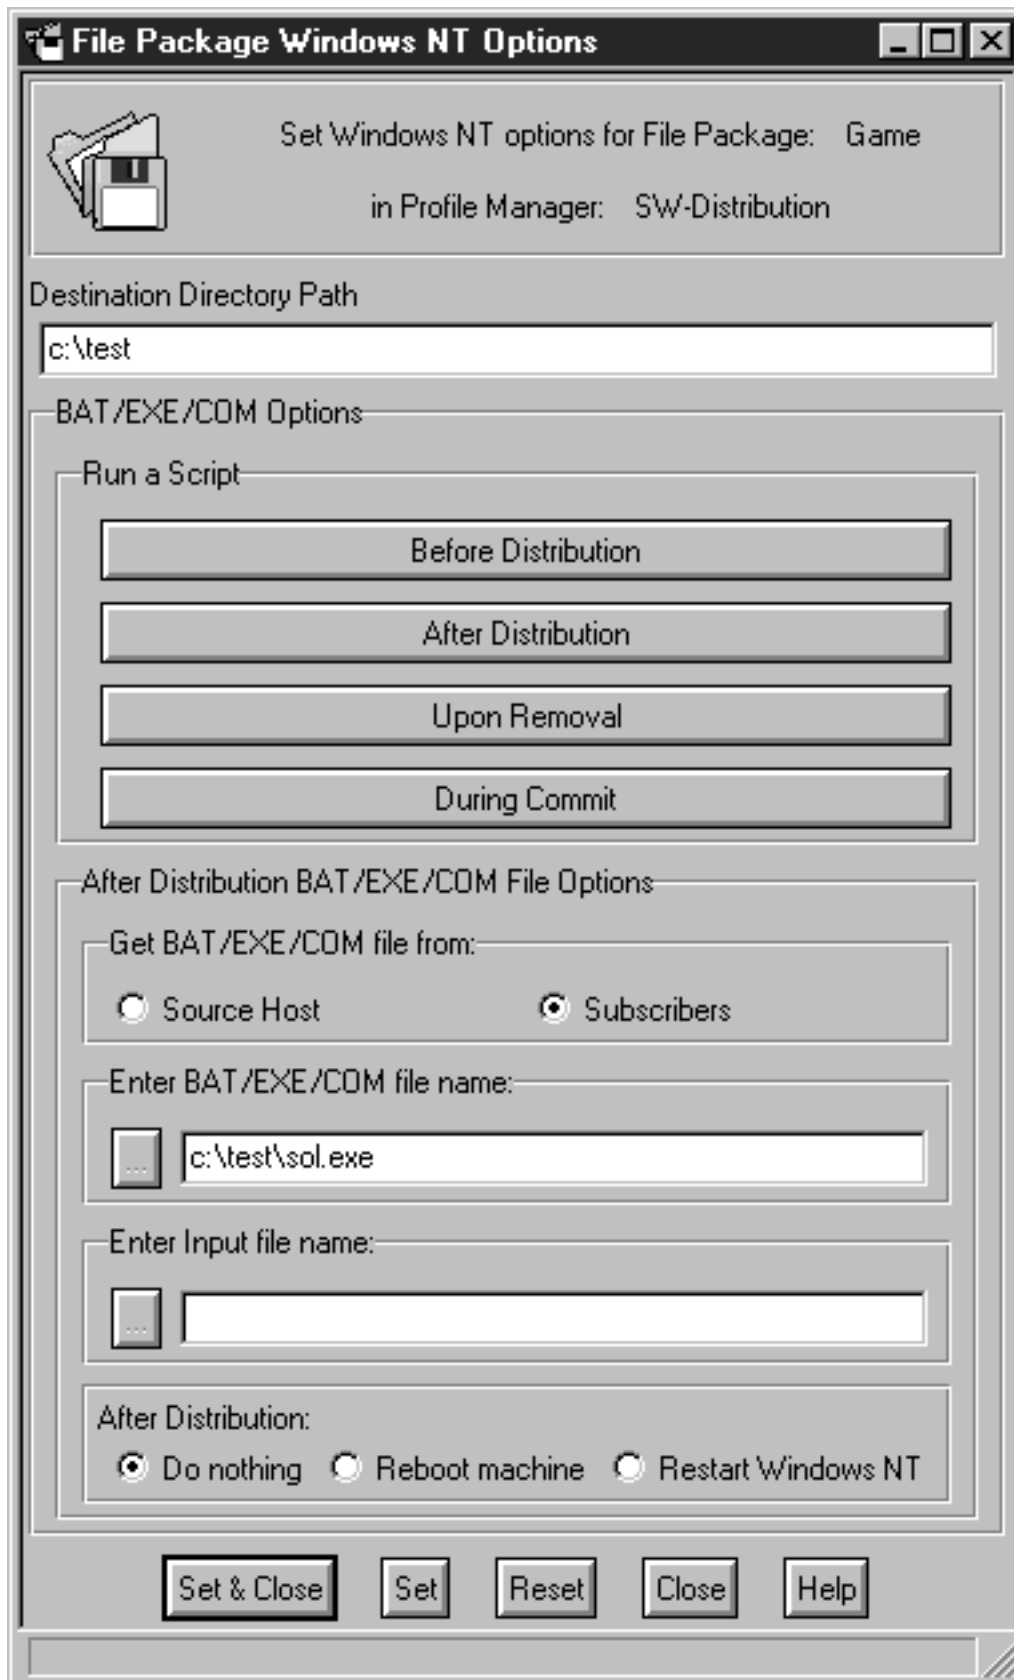 File Package Windows NT Options
Set Windows NT options for File Package: Game
in Profile Manager: SW-Distribution
Destination Directory Path
c:\test
BAT/EXE/COM Options
Run a Script
Before Distribution
After Distribution
Upon Removal
During Commit
After Distribution BAT/EXE/COM File Options
Get BAT/EXE/COM file from:
Source Host Subscribers
Enter BAT/EXE/COM file name:
... c:\test\sol.exe
Enter Input file name:
...
After Distribution:
Do nothing Reboot machine Restart Windows NT
Set & Close Set Reset Close Help